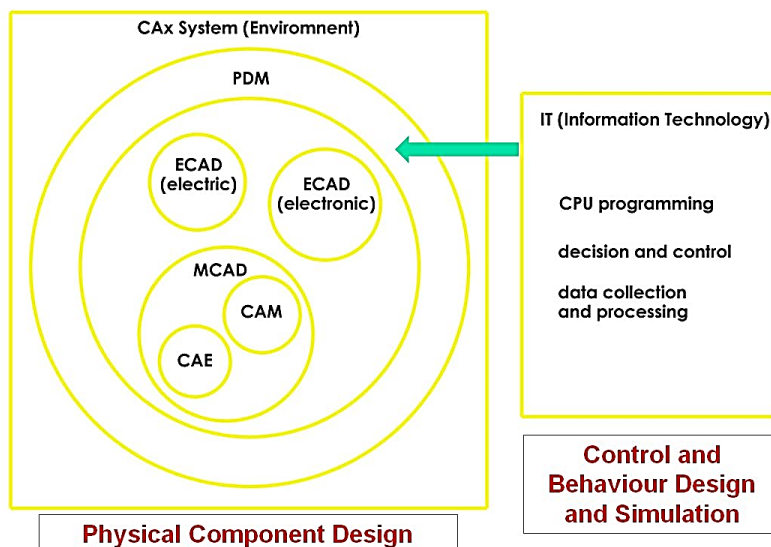 CAx System (Enviromnent)
PDM
ECAD
(electric)
ECAD
(electronic)
MCAD
CAM
CAE
Physical Component Design
IT (Information Technology)
CPU programming
decision and control
data collection
and processing
Control and
Behaviour Design
and Simulation